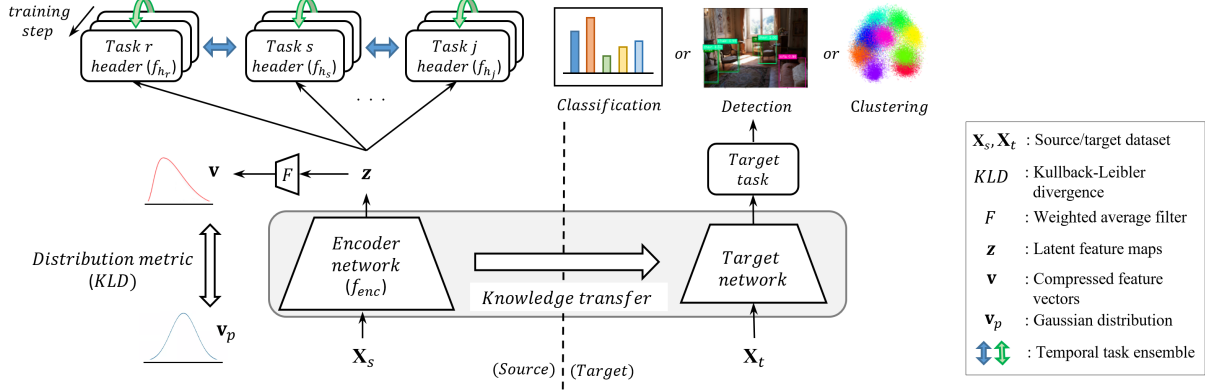 training
step
Task r
header (f_{h_r})
Task s
header (f_{h_s})
Task j
header (f_{h_j})
. . .
or
or
Classification
Detection
Clustering
v
F
z
Target
task
Distribution metric
(KLD)
Encoder
network
(f_{enc})
Knowledge transfer
Target
network
v_p
X_s
(Source)
(Target)
X_t
X_s, X_t : Source/target dataset
KLD : Kullback-Leibler
divergence
F : Weighted average filter
z : Latent feature maps
v : Compressed feature
vectors
v_p : Gaussian distribution
: Temporal task ensemble